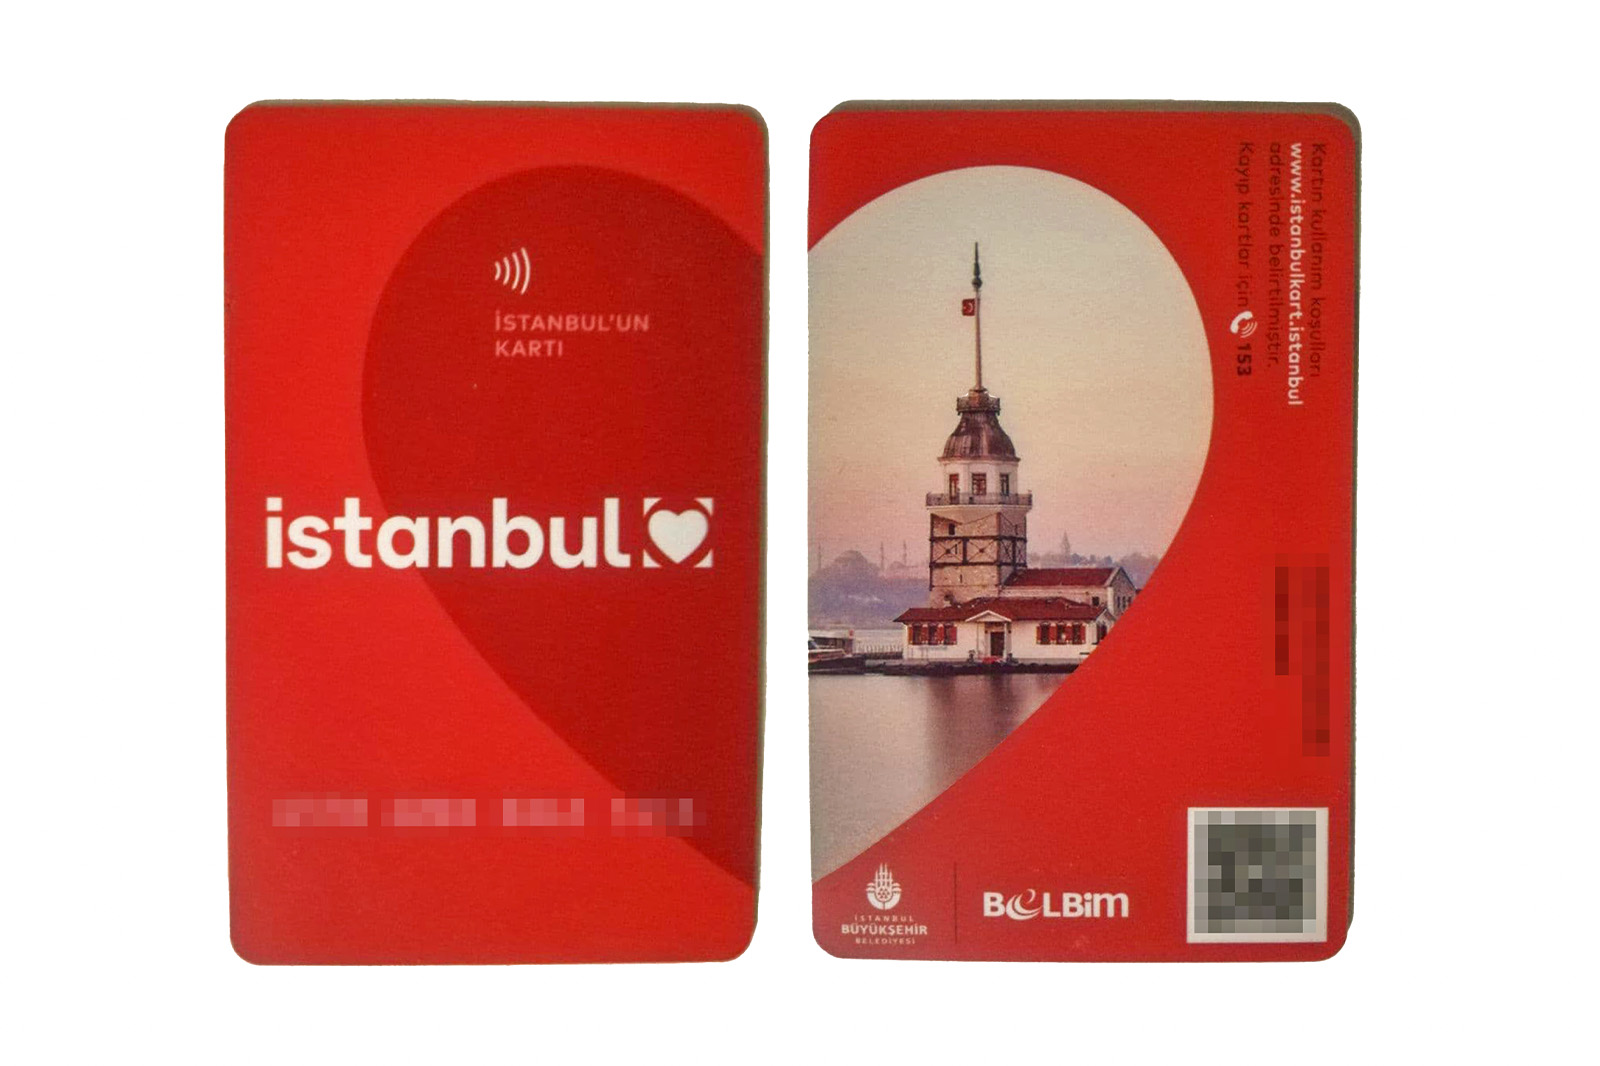 İSTANBUL'UN
KARTI
istanbul
Kartın kullanım koşulları
www.istanbulkart.istanbul
adresinde belirtilmiştir.
Kayıp kartlar için 153
İSTANBUL
BÜYÜKŞEHİR
BELEDİYESİ
BELBİM